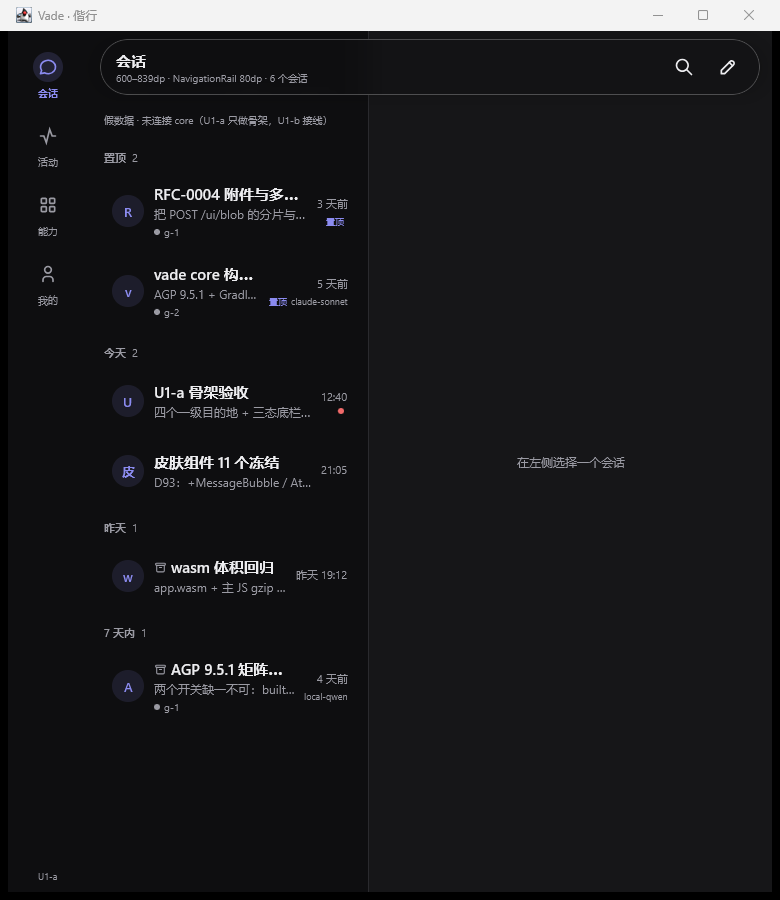 Vade · 偕行
会话
600–839dp · NavigationRail 80dp · 6 个会话
会话
活动
能力
我的
假数据 · 未连接 core（U1-a 只做骨架，U1-b 接线）
置顶 2
R
RFC-0004 附件与多…
3 天前
把 POST /ui/blob 的分片与…
置顶
g-1
v
vade core 构…
5 天前
AGP 9.5.1 + Gradl…
置顶 claude-sonnet
g-2
今天 2
U
U1-a 骨架验收
12:40
四个一级目的地 + 三态底栏…
皮
皮肤组件 11 个冻结
21:05
D93：+MessageBubble / At…
昨天 1
w
wasm 体积回归
昨天 19:12
app.wasm + 主 JS gzip …
7 天内 1
A
AGP 9.5.1 矩阵…
4 天前
两个开关缺一不可：built…
local-qwen
g-1
在左侧选择一个会话
U1-a